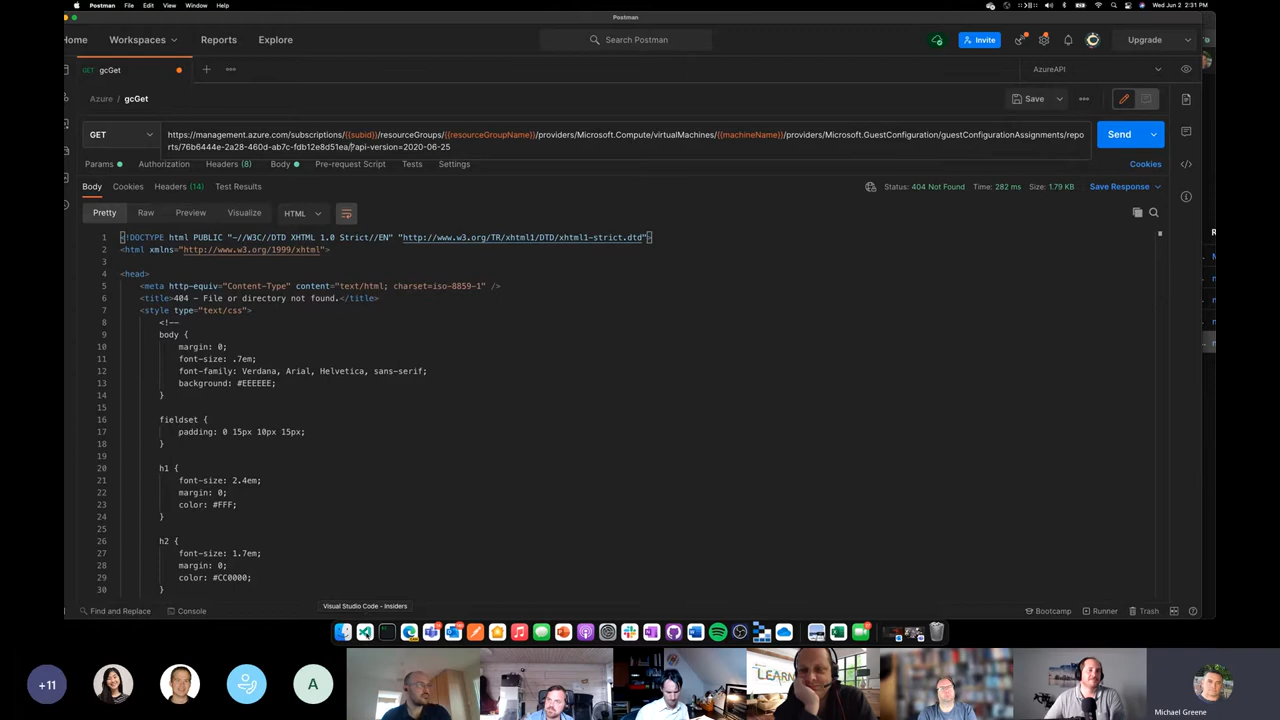 Postman File Edit View Window Help
Wed Jun 2 2:31 PM
Postman
Home Workspaces Reports Explore
Search Postman
Invite
Upgrade
GET gcGet
AzureAPI
Azure / gcGet
Save
GET
https://management.azure.com/subscriptions/{{subid}}/resourceGroups/{{resourceGroupName}}/providers/Microsoft.Compute/virtualMachines/{{machineName}}/providers/Microsoft.GuestConfiguration/guestConfigurationAssignments/repo
rts/76b6444e-2a28-460d-ab7c-fdb12e8d51ea/?api-version=2020-06-25
Send
Params Authorization Headers (8) Body Pre-request Script Tests Settings
Cookies
Body Cookies Headers (14) Test Results
Status: 404 Not Found Time: 282 ms Size: 1.79 KB Save Response
Pretty Raw Preview Visualize HTML
1 <!DOCTYPE html PUBLIC "-//W3C//DTD XHTML 1.0 Strict//EN" "http://www.w3.org/TR/xhtml1/DTD/xhtml1-strict.dtd">
2 <html xmlns="http://www.w3.org/1999/xhtml">
3
4 <head>
5 <meta http-equiv="Content-Type" content="text/html; charset=iso-8859-1" />
6 <title>404 - File or directory not found.</title>
7 <style type="text/css">
8 <!--
9 body {
10 margin: 0;
11 font-size: .7em;
12 font-family: Verdana, Arial, Helvetica, sans-serif;
13 background: #EEEEEE;
14 }
15
16 fieldset {
17 padding: 0 15px 10px 15px;
18 }
19
20 h1 {
21 font-size: 2.4em;
22 margin: 0;
23 color: #FFF;
24 }
25
26 h2 {
27 font-size: 1.7em;
28 margin: 0;
29 color: #CC0000;
30 }
Visual Studio Code - Insiders
Find and Replace Console
Bootcamp Runner Trash
+11
A
LEARN
Michael Greene